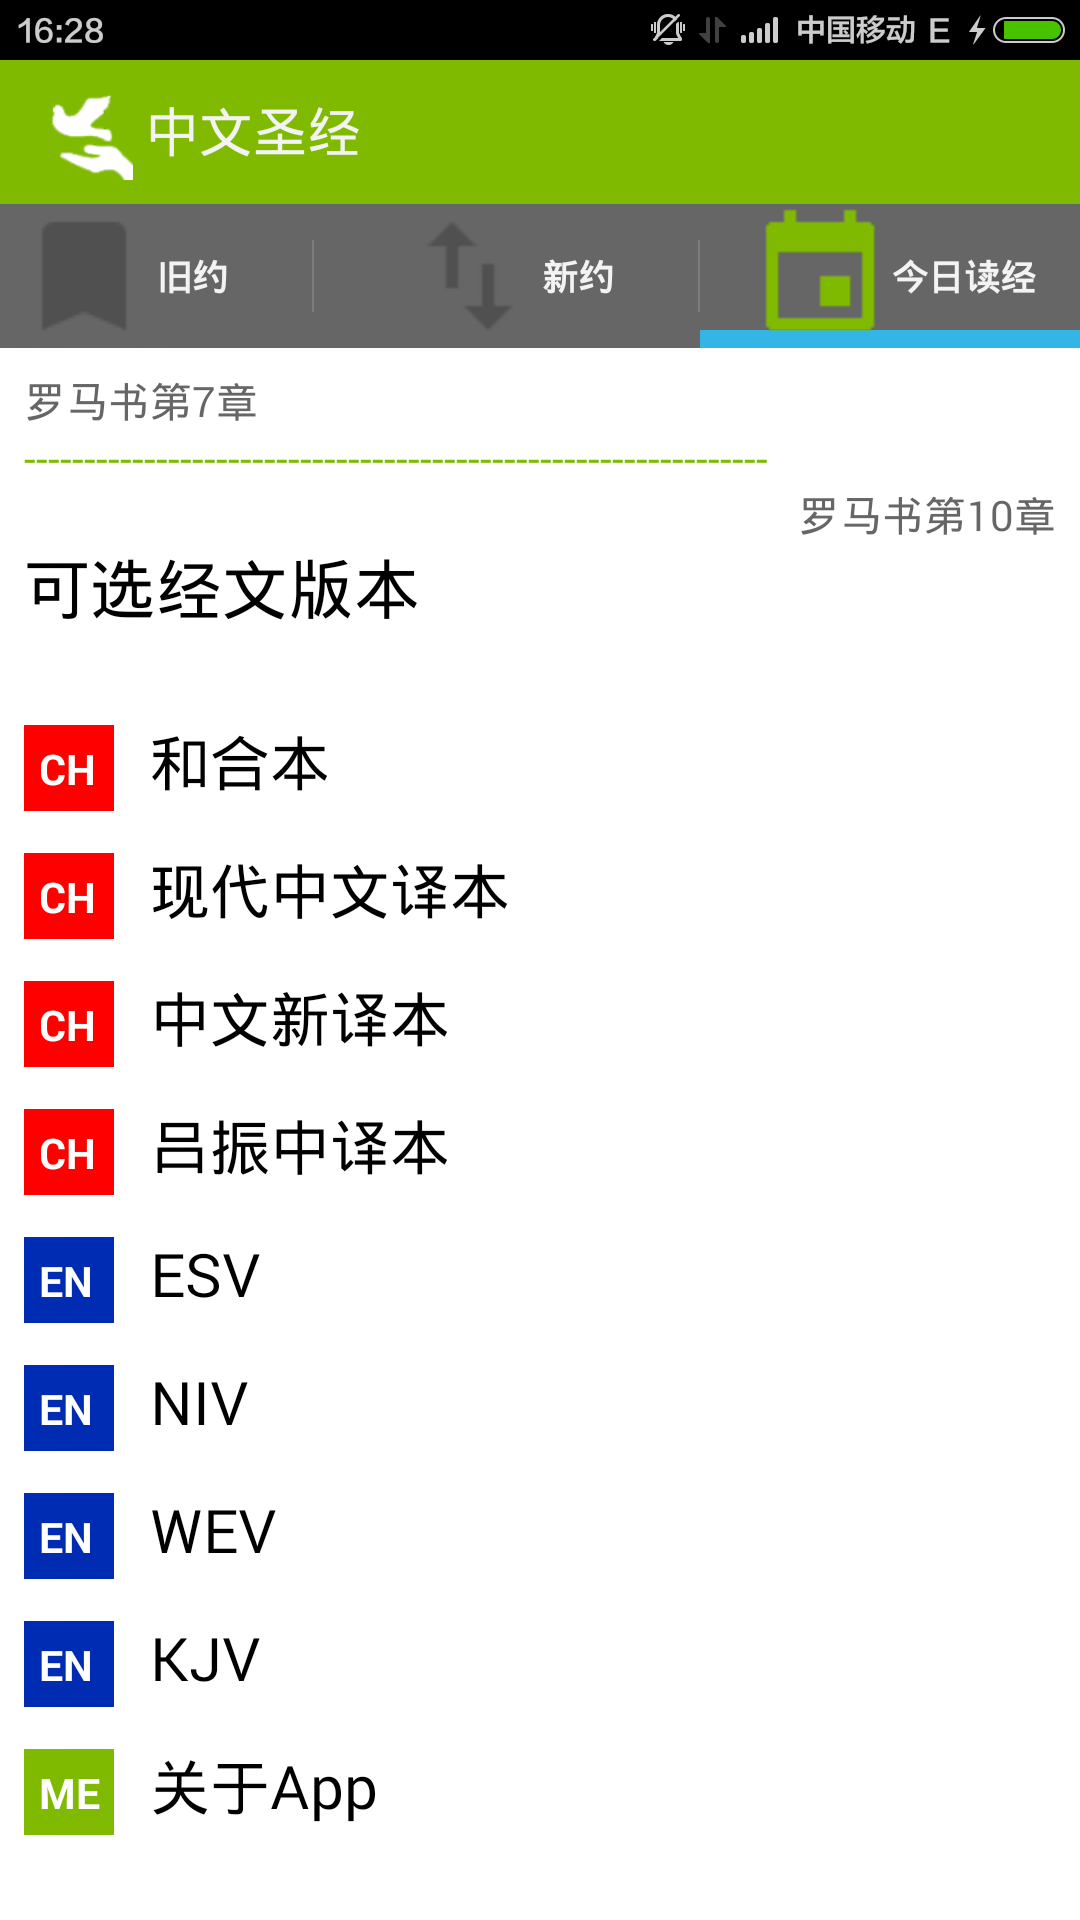 16:28 中国移动 E
中文圣经
旧约 新约 今日读经
罗马书第7章
--------------------------------------------------------------
罗马书第10章
可选经文版本
CH 和合本
CH 现代中文译本
CH 中文新译本
CH 吕振中译本
EN ESV
EN NIV
EN WEV
EN KJV
ME 关于App